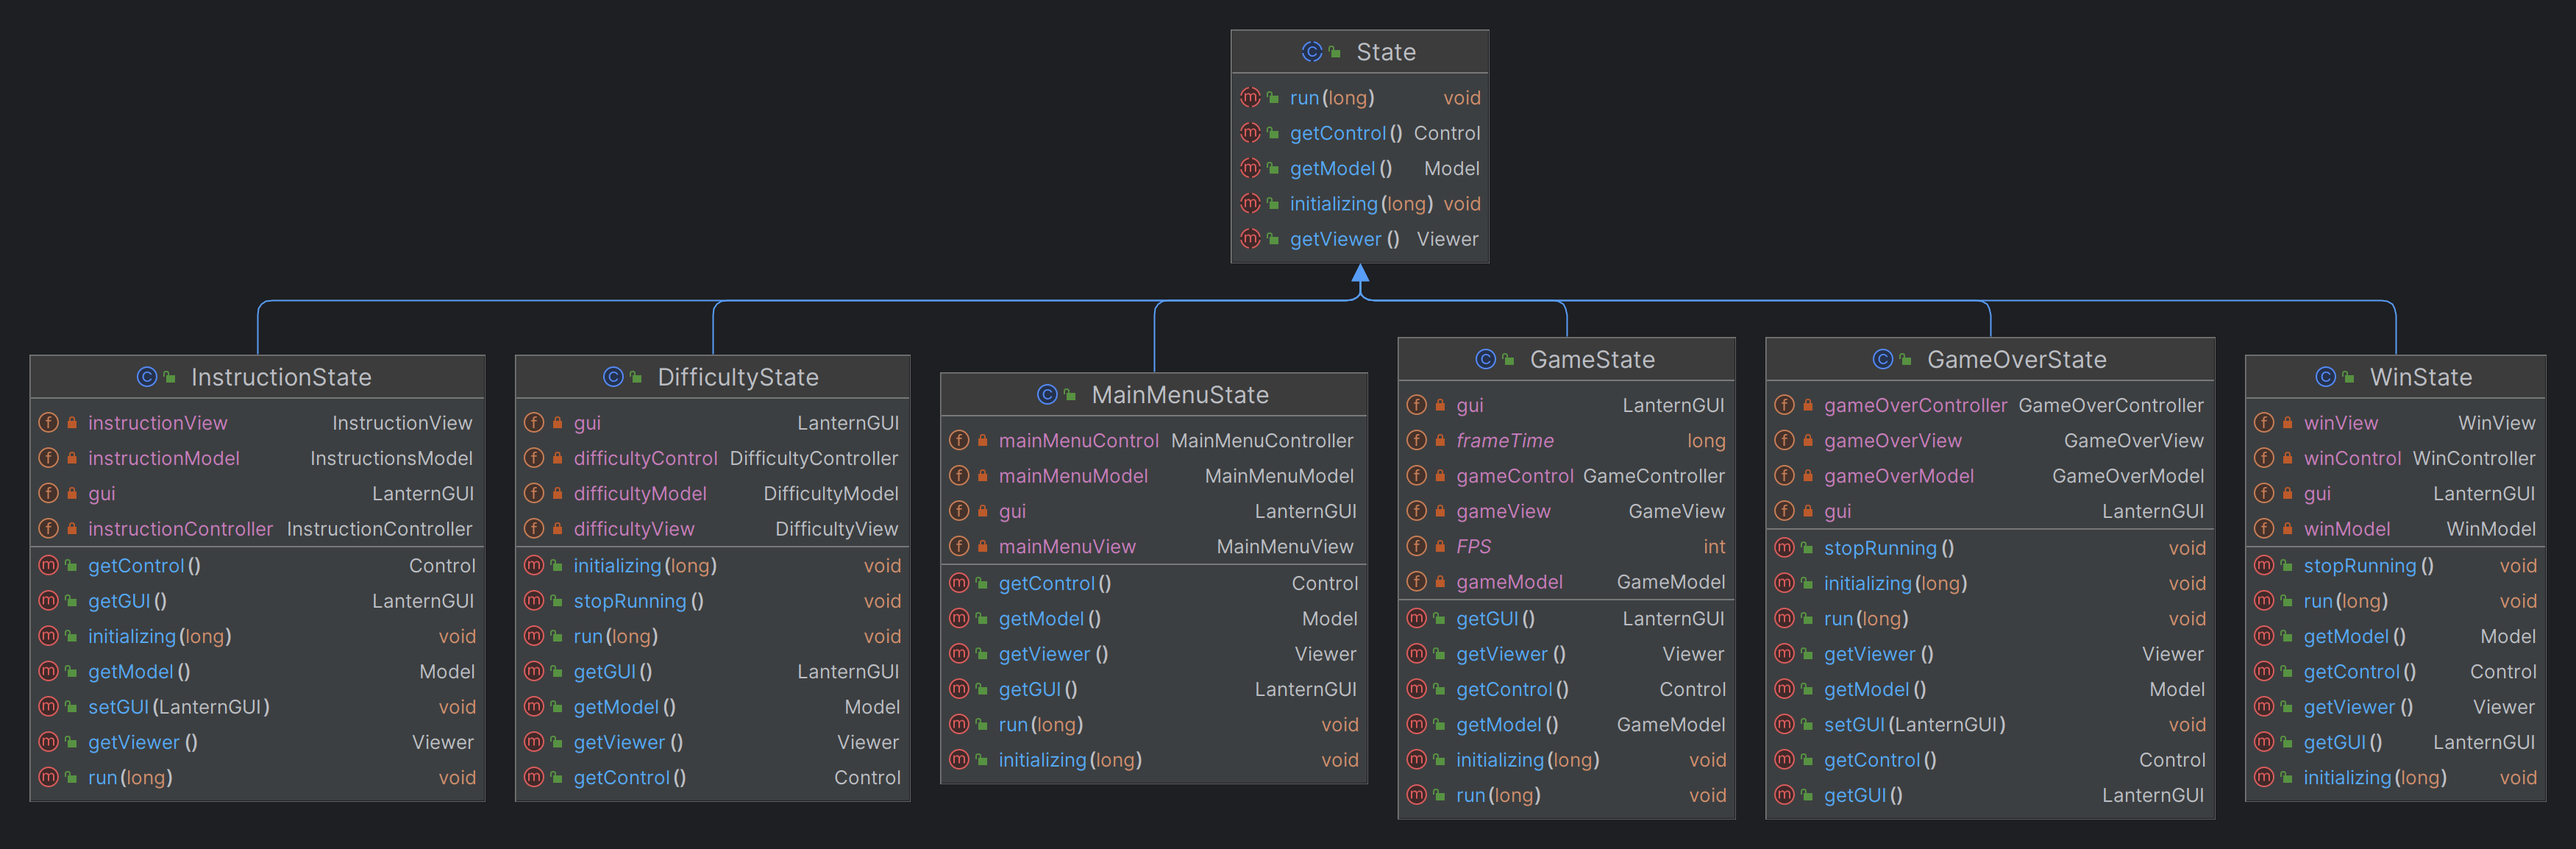 State
run(long) void
getControl() Control
getModel() Model
initializing(long) void
getViewer() Viewer
InstructionState
instructionView InstructionView
instructionModel InstructionsModel
gui LanternGUI
instructionController InstructionController
getControl() Control
getGUI() LanternGUI
initializing(long) void
getModel() Model
setGUI(LanternGUI) void
getViewer() Viewer
run(long) void
DifficultyState
gui LanternGUI
difficultyControl DifficultyController
difficultyModel DifficultyModel
difficultyView DifficultyView
initializing(long) void
stopRunning() void
run(long) void
getGUI() LanternGUI
getModel() Model
getViewer() Viewer
getControl() Control
MainMenuState
mainMenuControl MainMenuController
mainMenuModel MainMenuModel
gui LanternGUI
mainMenuView MainMenuView
getControl() Control
getModel() Model
getViewer() Viewer
getGUI() LanternGUI
run(long) void
initializing(long) void
GameState
gui LanternGUI
frameTime long
gameControl GameController
gameView GameView
FPS int
gameModel GameModel
getGUI() LanternGUI
getViewer() Viewer
getControl() Control
getModel() GameModel
initializing(long) void
run(long) void
GameOverState
gameOverController GameOverController
gameOverView GameOverView
gameOverModel GameOverModel
gui LanternGUI
stopRunning() void
initializing(long) void
run(long) void
getViewer() Viewer
getModel() Model
setGUI(LanternGUI) void
getControl() Control
getGUI() LanternGUI
WinState
winView WinView
winControl WinController
gui LanternGUI
winModel WinModel
stopRunning() void
run(long) void
getModel() Model
getControl() Control
getViewer() Viewer
getGUI() LanternGUI
initializing(long) void